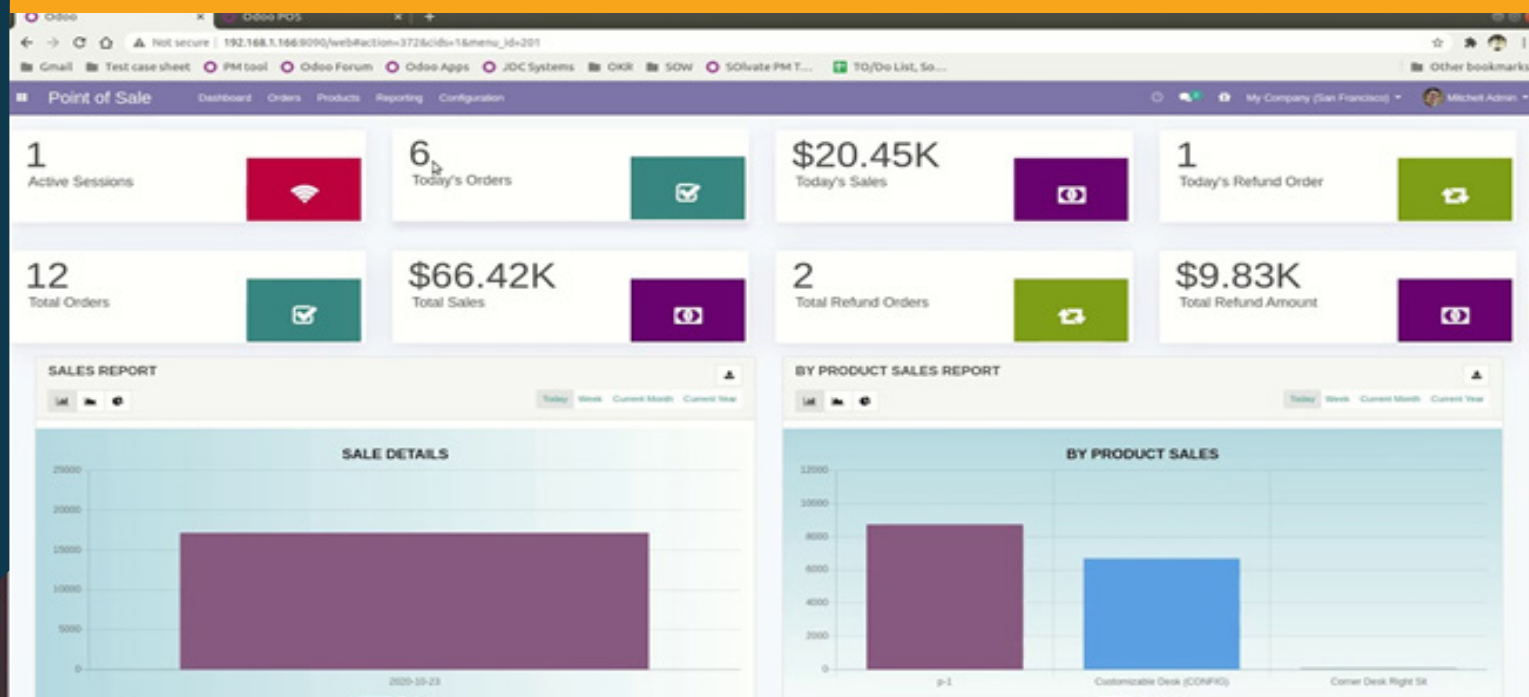 Odoo
Odoo POS
Not secure | 192.168.1.166:8090/web#action=372&cids=1&menu_id=201
Gmail Test case sheet PM tool Odoo Forum Odoo Apps JDC Systems OKR SOW SOlvate PM T... TO/Do List, So... Other bookmarks
Point of Sale Dashboard Orders Products Reporting Configuration My Company (San Francisco) Mitchell Admin
1
Active Sessions
6
Today's Orders
$20.45K
Today's Sales
1
Today's Refund Order
12
Total Orders
$66.42K
Total Sales
2
Total Refund Orders
$9.83K
Total Refund Amount
SALES REPORT
Today Week Current Month Current Year
SALE DETAILS
25000
20000
15000
10000
5000
0
2020-10-23
BY PRODUCT SALES REPORT
Today Week Current Month Current Year
BY PRODUCT SALES
12000
10000
8000
6000
4000
2000
0
p-1
Customizable Desk (CONFIG)
Corner Desk Right Sit